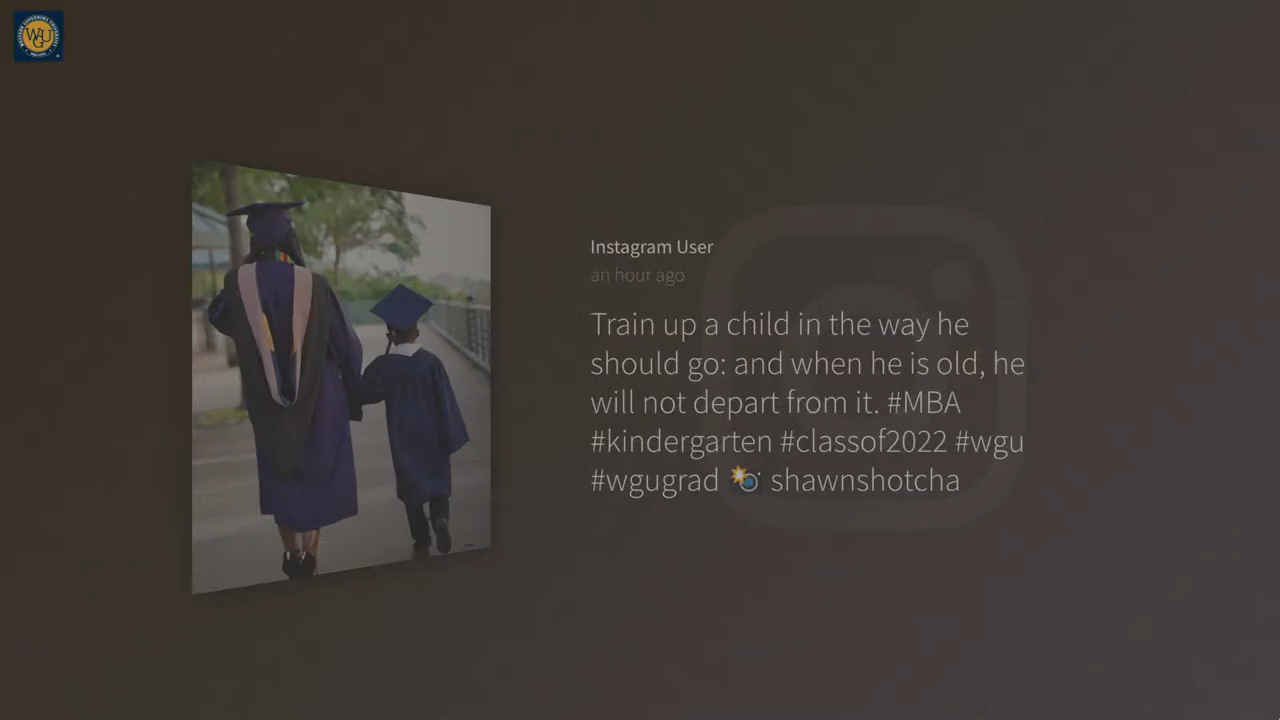 WGU
Instagram User
an hour ago
Train up a child in the way he
should go: and when he is old, he
will not depart from it. #MBA
#kindergarten #classof2022 #wgu
#wgugrad 📸 shawnshotcha